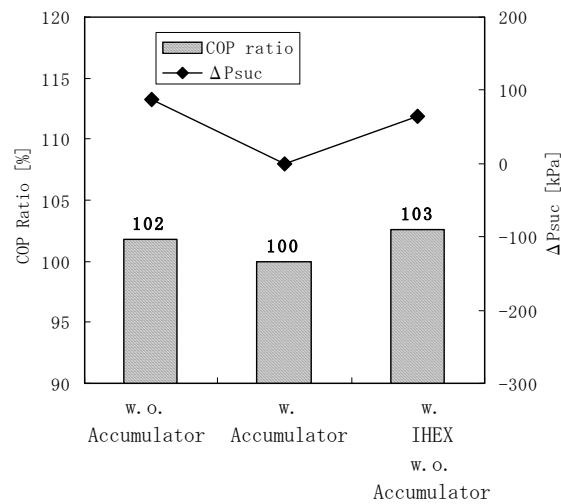 120
115
110
105
100
95
90
COP Ratio [%]
COP ratio
ΔPsuc
102
100
103
200
100
0
-100
-200
-300
ΔPsuc [kPa]
w.o.
Accumulator
w.
Accumulator
w.
IHEX
w.o.
Accumulator